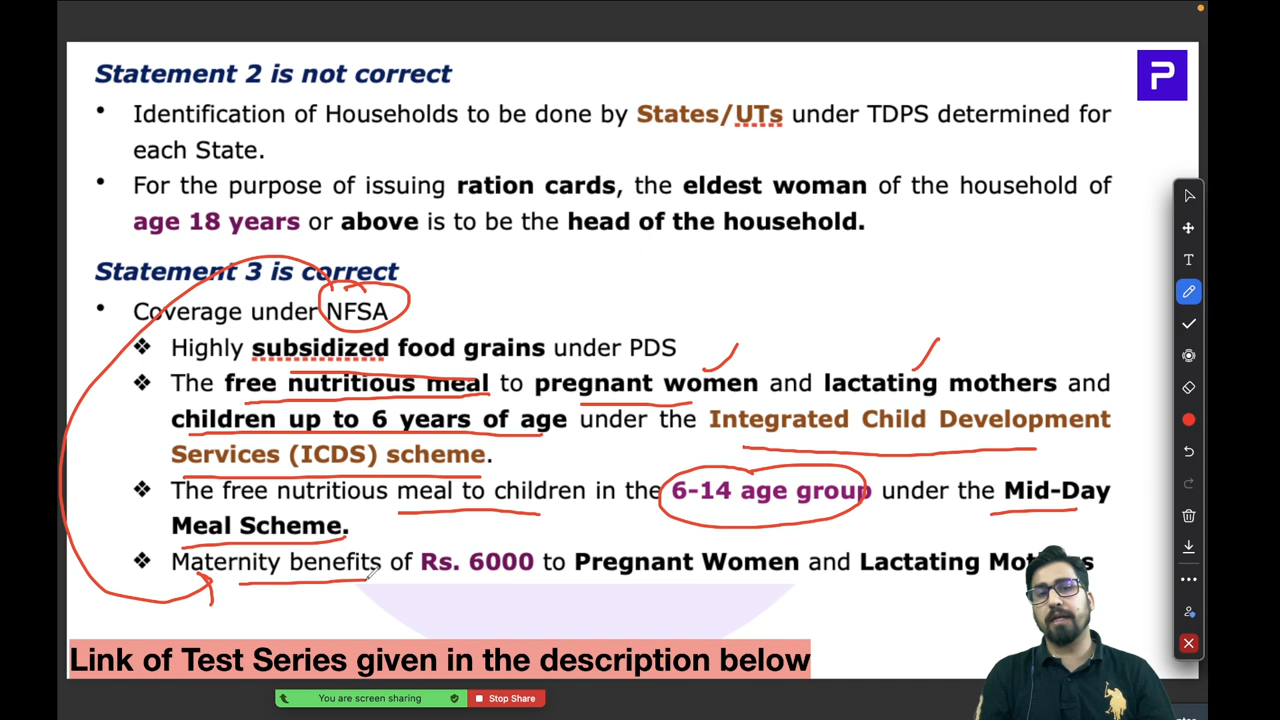 Statement 2 is not correct
• Identification of Households to be done by States/UTs under TDPS determined for
each State.
• For the purpose of issuing ration cards, the eldest woman of the household of
age 18 years or above is to be the head of the household.
Statement 3 is correct
• Coverage under NFSA
❖ Highly subsidized food grains under PDS
❖ The free nutritious meal to pregnant women and lactating mothers and
children up to 6 years of age under the Integrated Child Development
Services (ICDS) scheme.
❖ The free nutritious meal to children in the 6-14 age group under the Mid-Day
Meal Scheme.
❖ Maternity benefits of Rs. 6000 to Pregnant Women and Lactating
Link of Test Series given in the description below
You are screen sharing
Stop Share